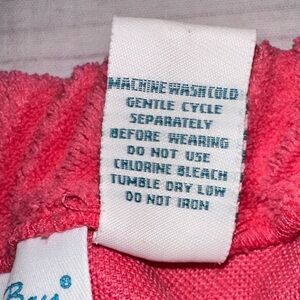 MACHINE WASH COLD
GENTLE CYCLE
SEPARATELY
BEFORE WEARING
DO NOT USE
CHLORINE BLEACH
TUMBLE DRY LOW
DO NOT IRON
Bay®